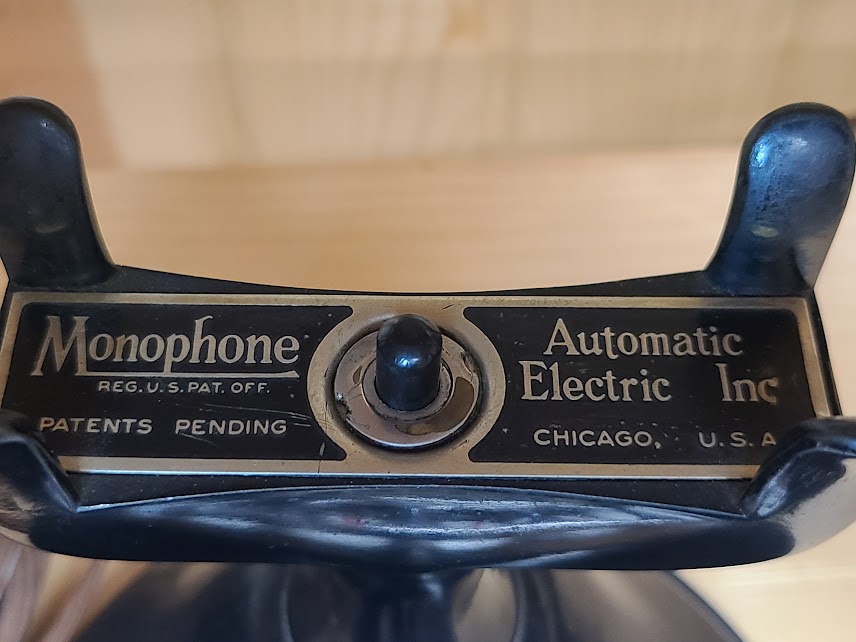 Monophone
REG. U. S. PAT. OFF.
PATENTS PENDING
Automatic
Electric Inc
CHICAGO, U. S. A